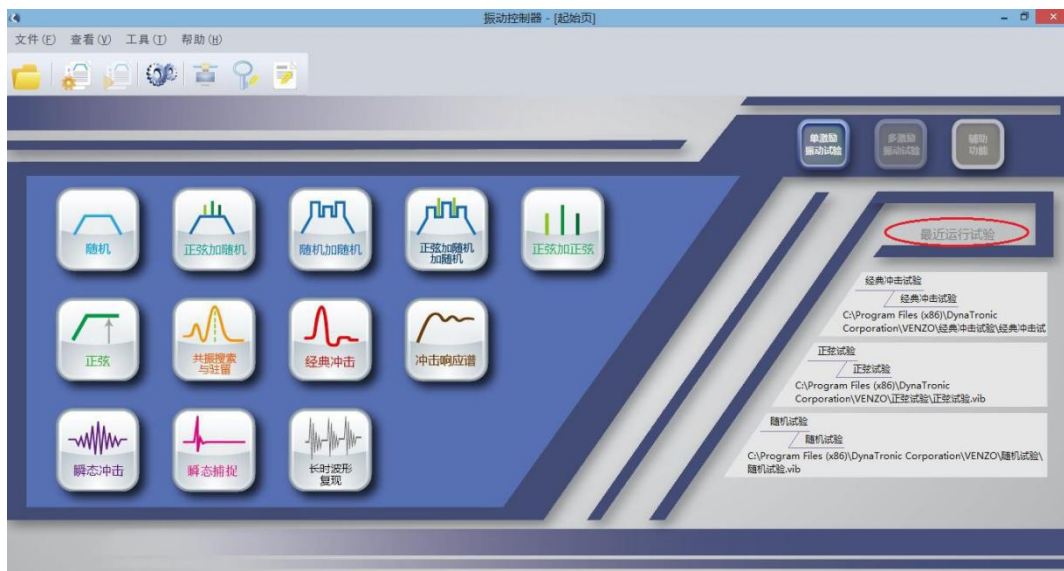 振动控制器 - [起始页]
文件(F) 查看(V) 工具(I) 帮助(H)
单激励
振动试验
多激励
振动试验
辅助
功能
随机
正弦加随机
随机加随机
正弦加随机
加随机
正弦加正弦
正弦
共振搜索
与驻留
经典冲击
冲击响应谱
瞬态冲击
瞬态捕捉
长时波形
复现
最近运行试验
经典冲击试验
经典冲击试验
C:\Program Files (x86)\DynaTronic
Corporation\VENZO\经典冲击试验\经典冲击试
正弦试验
正弦试验
C:\Program Files (x86)\DynaTronic
Corporation\VENZO\正弦试验\正弦试验.vib
随机试验
随机试验
C:\Program Files (x86)\DynaTronic Corporation\VENZO\随机试验\
随机试验.vib